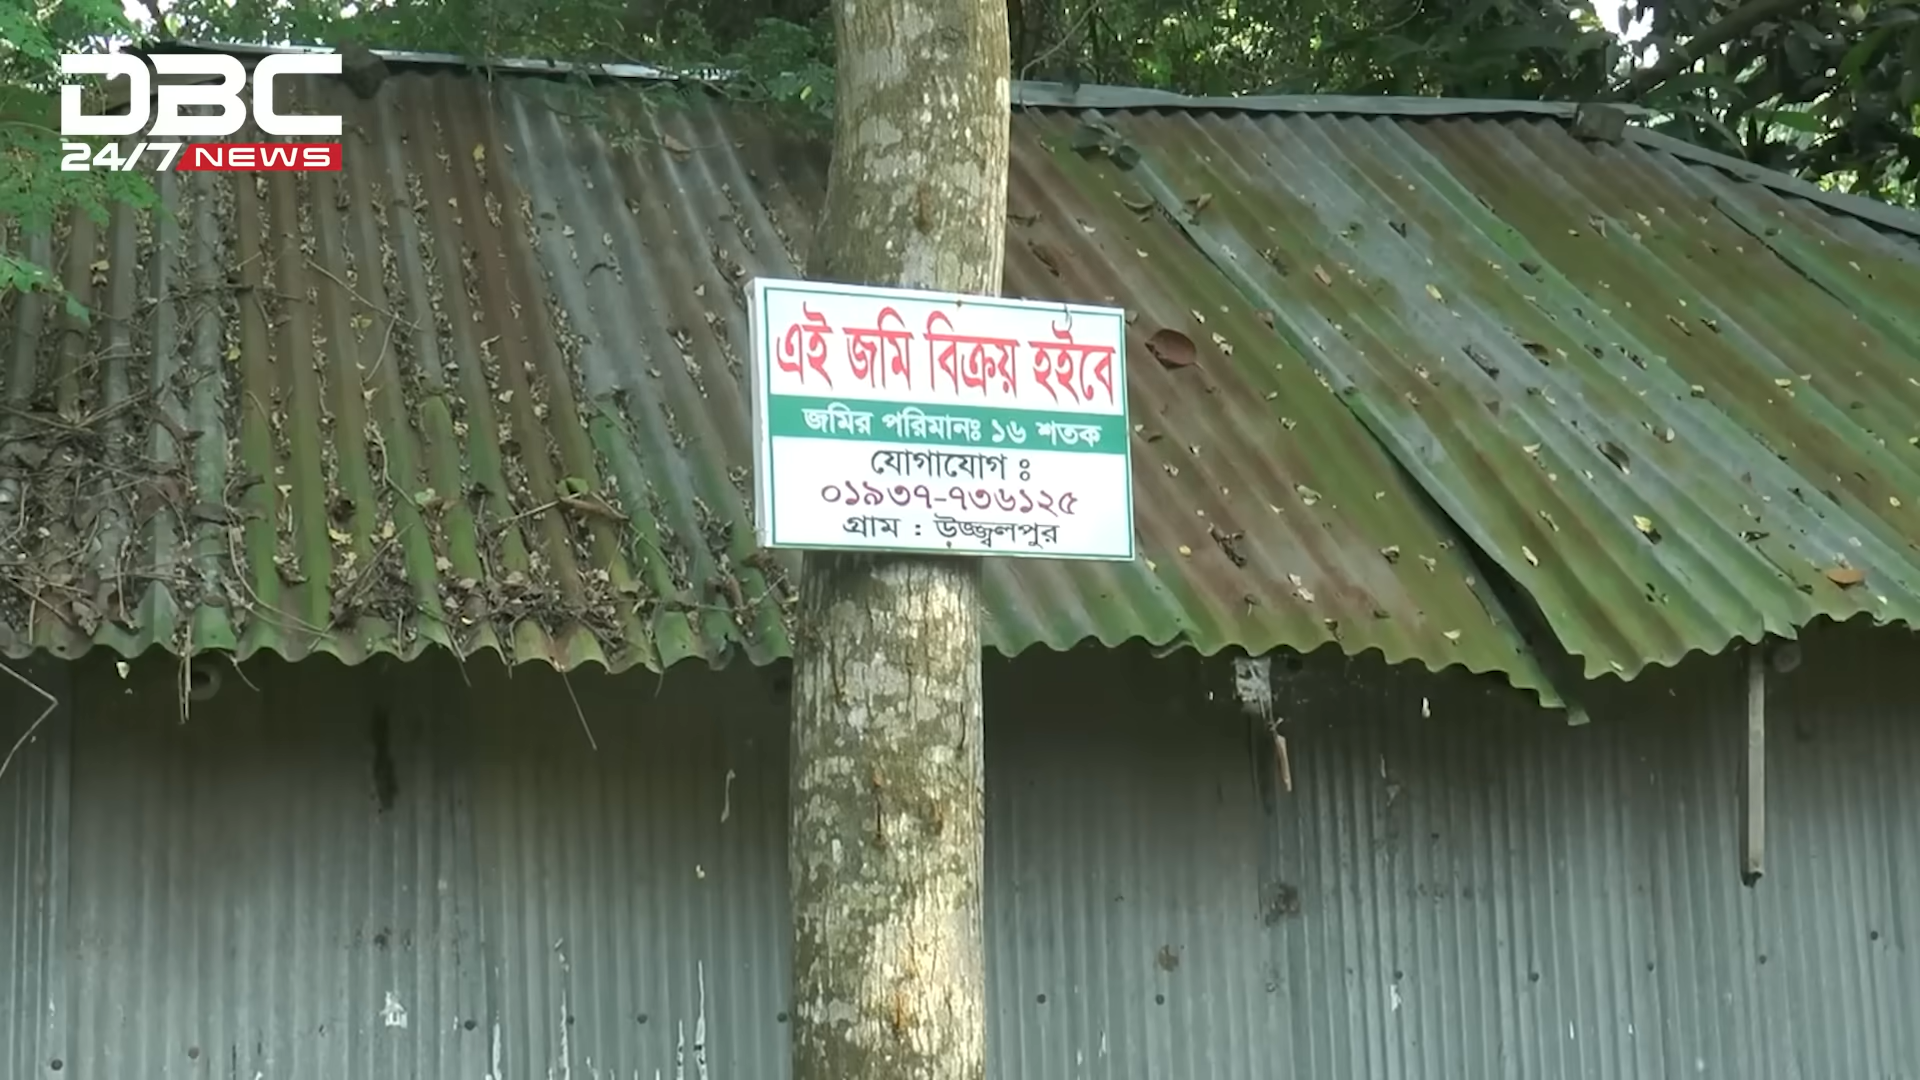 DBC
24/7 NEWS
এই জমি বিক্রয় হইবে
জমির পরিমানঃ ১৬ শতক
যোগাযোগ ঃ
০১৯৩৭-৭৩৬১২৫
গ্রাম : উজ্জ্বলপুর